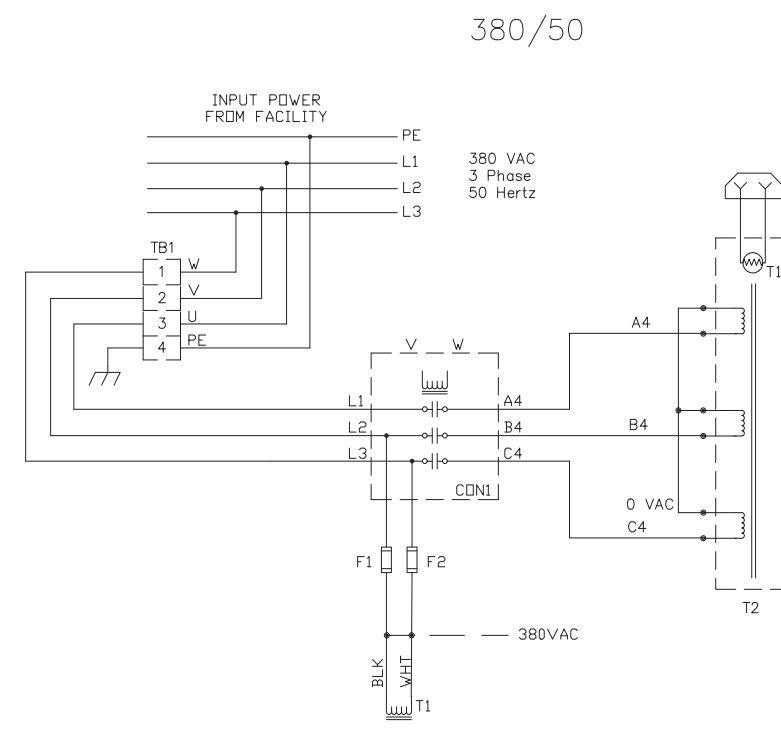 380/50
INPUT POWER
FROM FACILITY
PE
L1
L2
L3
380 VAC
3 Phase
50 Hertz
TB1
1
W
2
V
3
U
4
PE
T1
A4
V
W
L1
A4
L2
B4
B4
L3
C4
CON1
0 VAC
C4
F1
F2
T2
380VAC
BLK
WHT
T1